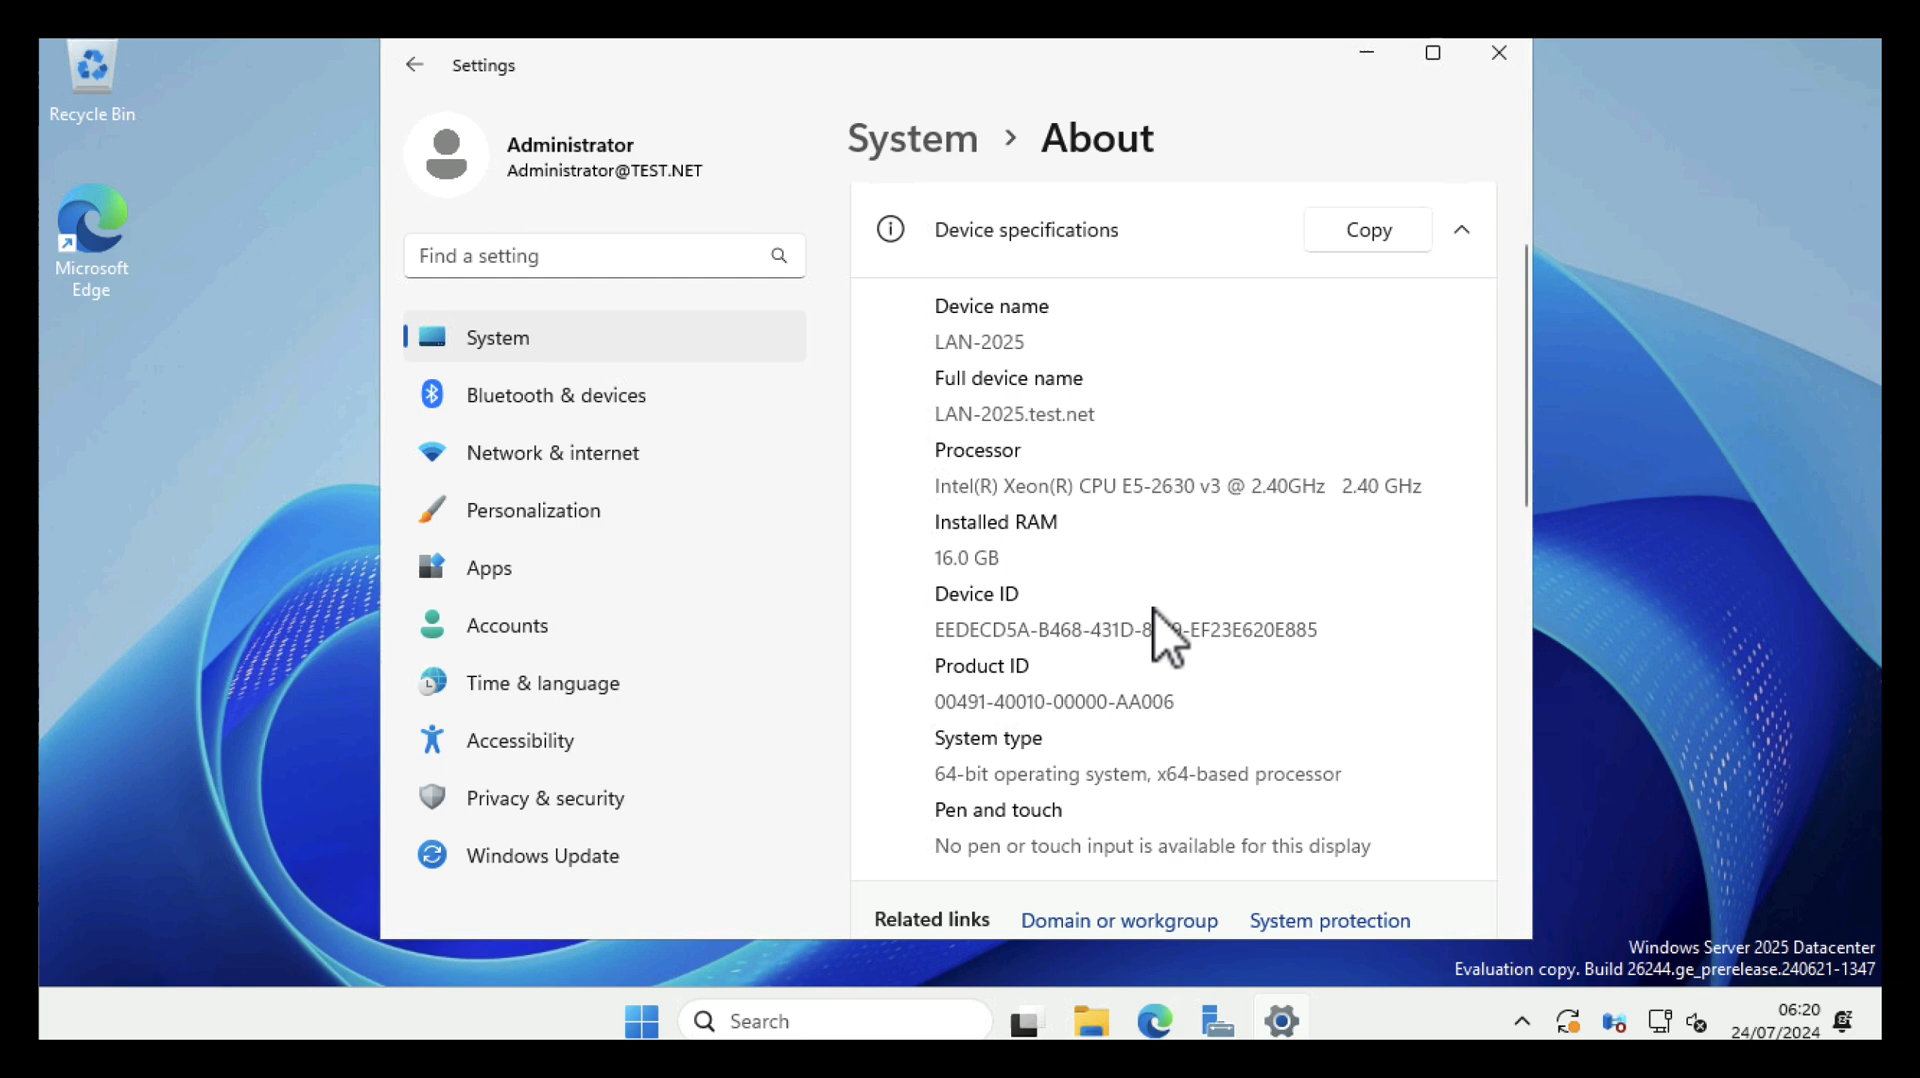 Recycle Bin
Microsoft
Edge
Settings
Administrator
Administrator@TEST.NET
Find a setting
System
Bluetooth & devices
Network & internet
Personalization
Apps
Accounts
Time & language
Accessibility
Privacy & security
Windows Update
System › About
Device specifications
Copy
Device name
LAN-2025
Full device name
LAN-2025.test.net
Processor
Intel(R) Xeon(R) CPU E5-2630 v3 @ 2.40GHz 2.40 GHz
Installed RAM
16.0 GB
Device ID
EEDECD5A-B468-431D-8 9-EF23E620E885
Product ID
00491-40010-00000-AA006
System type
64-bit operating system, x64-based processor
Pen and touch
No pen or touch input is available for this display
Related links Domain or workgroup System protection
Windows Server 2025 Datacenter
Evaluation copy. Build 26244.ge_prerelease.240621-1347
Search
06:20
24/07/2024